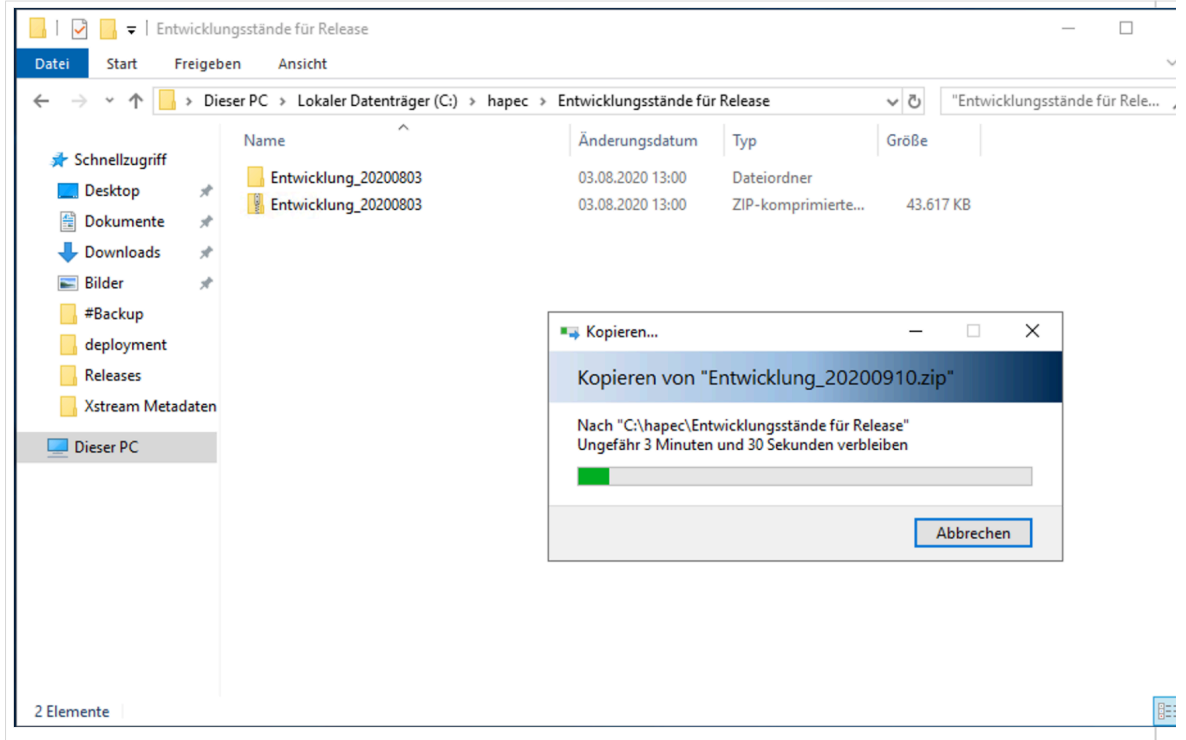 Entwicklungsstände für Release
Datei Start Freigeben Ansicht
Dieser PC > Lokaler Datenträger (C:) > hapec > Entwicklungsstände für Release "Entwicklungsstände für Rele...
Name Änderungsdatum Typ Größe
Schnellzugriff
Desktop
Dokumente
Downloads
Bilder
#Backup
deployment
Releases
Xstream Metadaten
Dieser PC
Entwicklung_20200803 03.08.2020 13:00 Dateiordner
Entwicklung_20200803 03.08.2020 13:00 ZIP-komprimierte... 43.617 KB
Kopieren...
Kopieren von "Entwicklung_20200910.zip"
Nach "C:\hapec\Entwicklungsstände für Release"
Ungefähr 3 Minuten und 30 Sekunden verbleiben
Abbrechen
2 Elemente